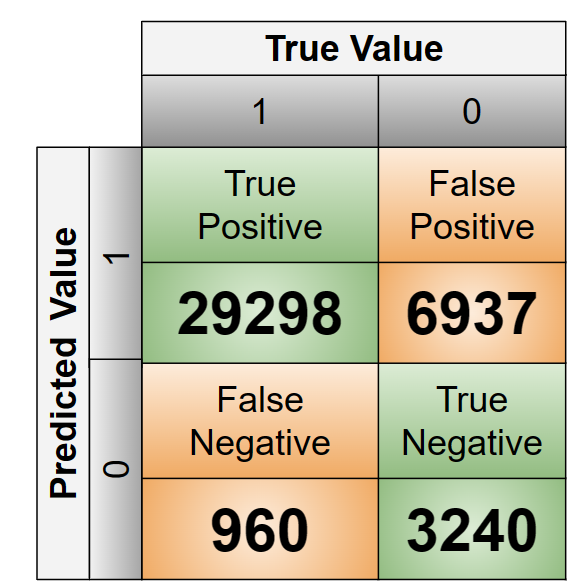 True Value
1
0
Predicted Value
1
True
Positive
False
Positive
29298
6937
0
False
Negative
True
Negative
960
3240